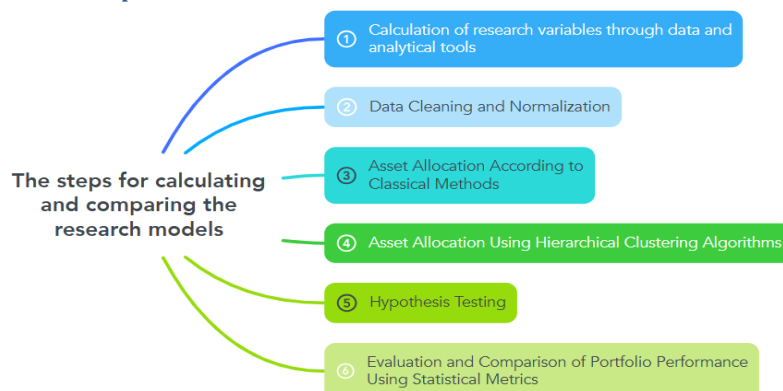 The steps for calculating
and comparing the
research models
① Calculation of research variables through data and
analytical tools
② Data Cleaning and Normalization
③ Asset Allocation According to
Classical Methods
④ Asset Allocation Using Hierarchical Clustering Algorithms
⑤ Hypothesis Testing
⑥ Evaluation and Comparison of Portfolio Performance
Using Statistical Metrics